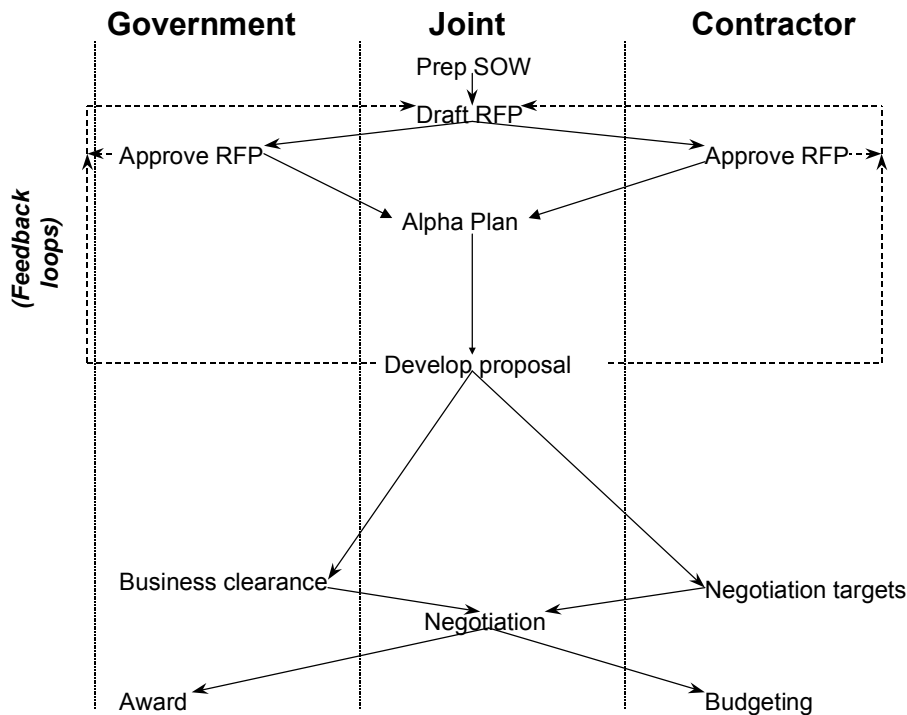 Government Joint Contractor
Prep SOW
Draft RFP
Approve RFP Approve RFP
(Feedback
loops)
Alpha Plan
Develop proposal
Business clearance Negotiation targets
Negotiation
Award Budgeting